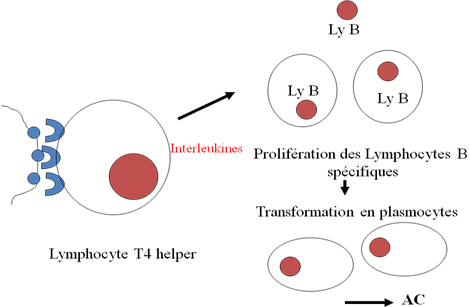 Ly B
Ly B
Ly B
Interleukines
Prolifération des Lymphocytes B
spécifiques
Transformation en plasmocytes
Lymphocyte T4 helper
AC